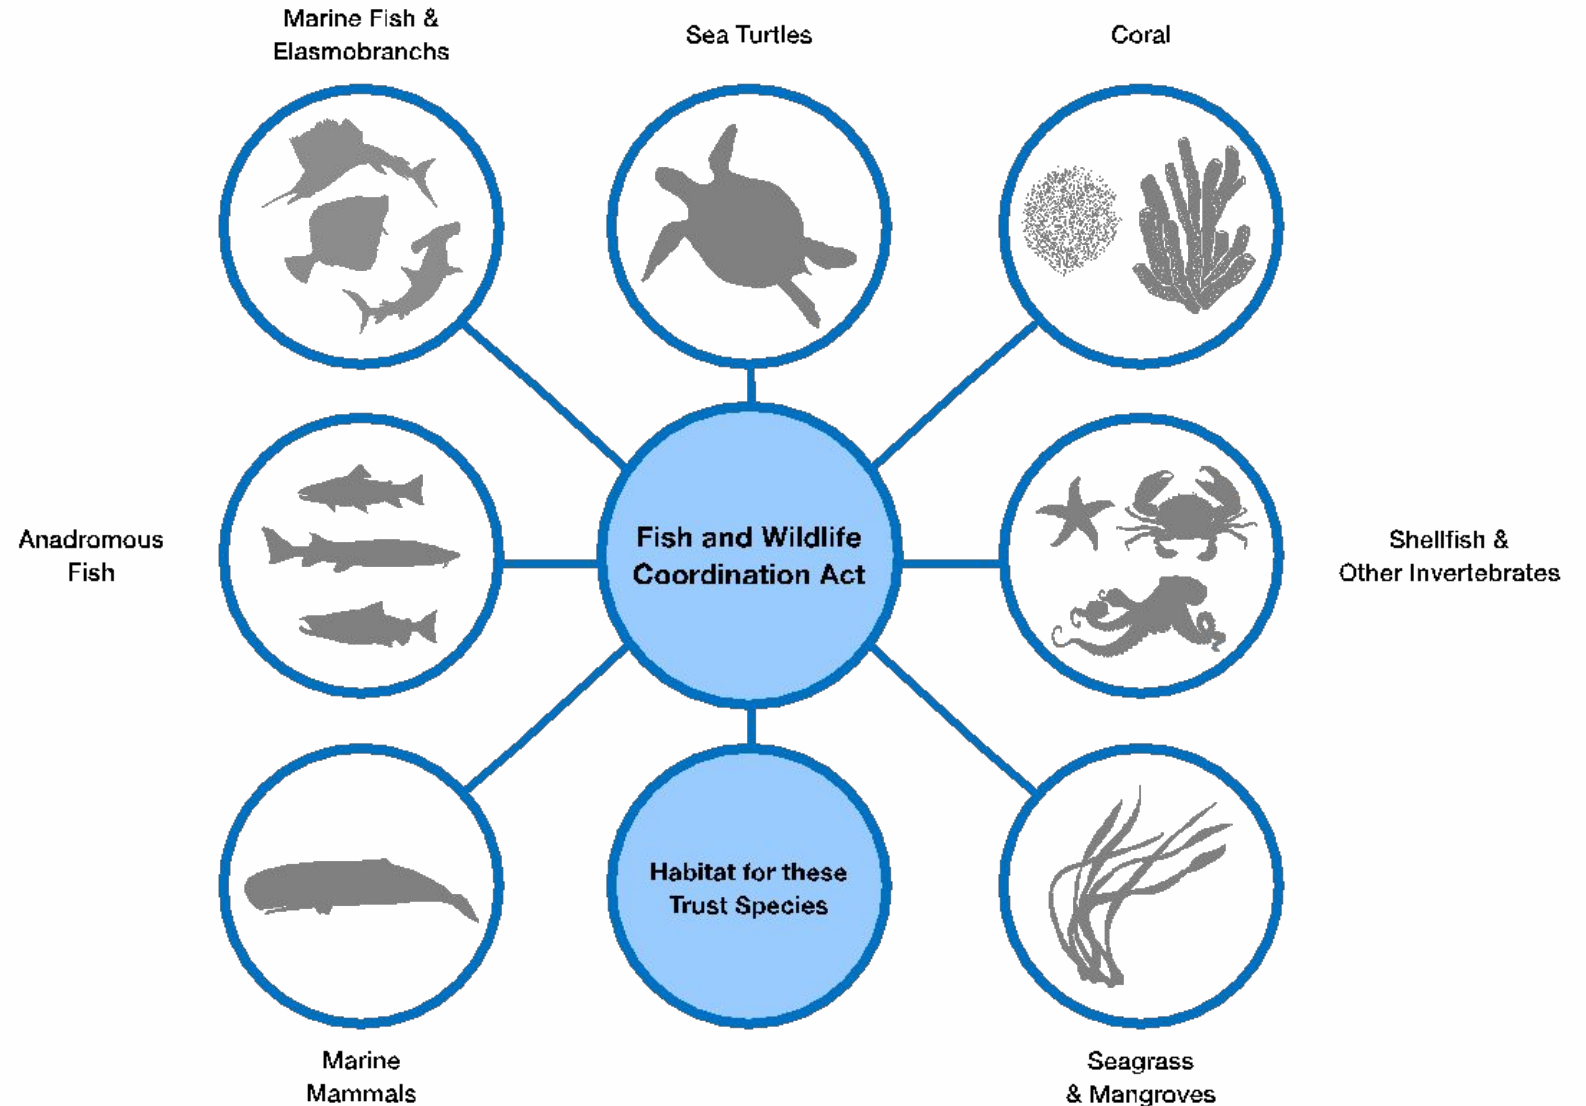 Marine Fish &
Elasmobranchs
Sea Turtles
Coral
Anadromous
Fish
Fish and Wildlife
Coordination Act
Shellfish &
Other Invertebrates
Habitat for these
Trust Species
Marine
Mammals
Seagrass
& Mangroves